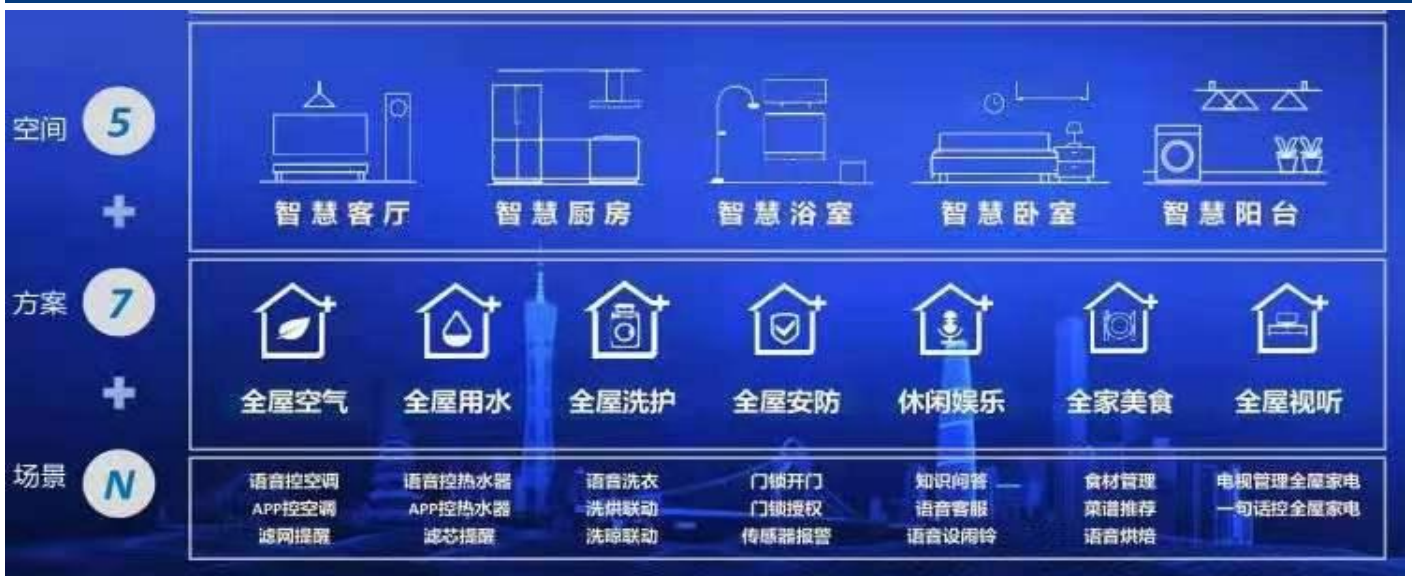 空间 5
智慧客厅 智慧厨房 智慧浴室 智慧卧室 智慧阳台
+
方案 7
全屋空气 全屋用水 全屋洗护 全屋安防 休闲娱乐 全家美食 全屋视听
+
场景 N
语音控空调 语音控热水器 语音洗衣 门锁开门 知识问答 食材管理 电视管理全屋家电
APP控空调 APP控热水器 洗烘联动 门锁授权 语音客服 菜谱推荐 一句话控全屋家电
滤网提醒 滤芯提醒 洗晾联动 传感器报警 语音设闹铃 语音烘焙